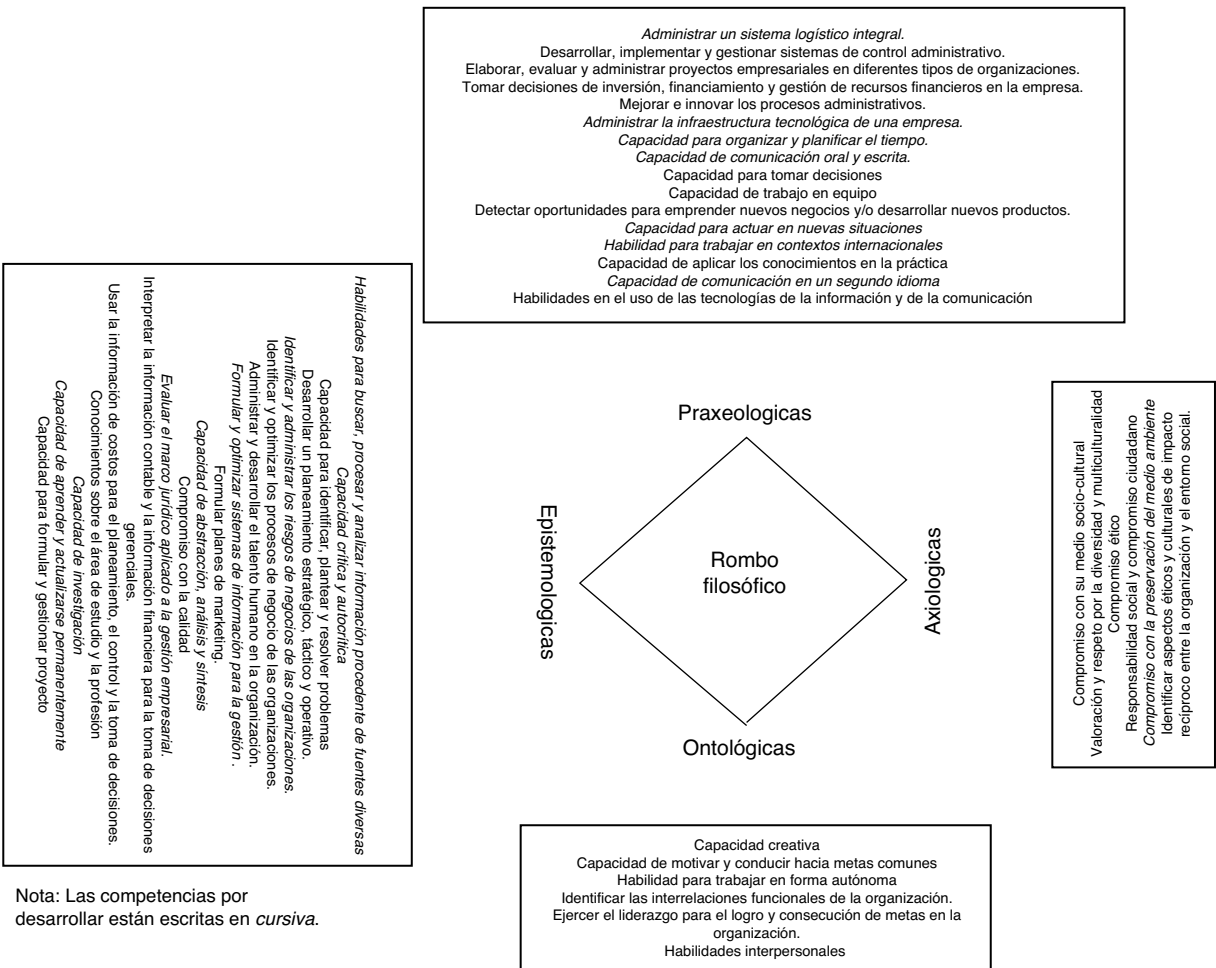 Administrar un sistema logístico integral.
Desarrollar, implementar y gestionar sistemas de control administrativo.
Elaborar, evaluar y administrar proyectos empresariales en diferentes tipos de organizaciones.
Tomar decisiones de inversión, financiamiento y gestión de recursos financieros en la empresa.
Mejorar e innovar los procesos administrativos.
Administrar la infraestructura tecnológica de una empresa.
Capacidad para organizar y planificar el tiempo.
Capacidad de comunicación oral y escrita.
Capacidad para tomar decisiones
Capacidad de trabajo en equipo
Detectar oportunidades para emprender nuevos negocios y/o desarrollar nuevos productos.
Capacidad para actuar en nuevas situaciones
Habilidad para trabajar en contextos internacionales
Capacidad de aplicar los conocimientos en la práctica
Capacidad de comunicación en un segundo idioma
Habilidades en el uso de las tecnologías de la información y de la comunicación
Habilidades para buscar, procesar y analizar información procedente de fuentes diversas
Capacidad crítica y autocrítica
Capacidad para identificar, plantear y resolver problemas
Desarrollar un planeamiento estratégico, táctico y operativo.
Identificar y administrar los riesgos de negocios de las organizaciones.
Identificar y optimizar los procesos de negocio de las organizaciones.
Administrar y desarrollar el talento humano en la organización.
Formular y optimizar sistemas de información para la gestión .
Formular planes de marketing.
Capacidad de abstracción, análisis y síntesis
Compromiso con la calidad
Evaluar el marco jurídico aplicado a la gestión empresarial.
Interpretar la información contable y la información financiera para la toma de decisiones
gerenciales.
Usar la información de costos para el planeamiento, el control y la toma de decisiones.
Conocimientos sobre el área de estudio y la profesión
Capacidad de investigación
Capacidad de aprender y actualizarse permanentemente
Capacidad para formular y gestionar proyecto
Praxeologicas
Epistemologicas
Rombo
filosófico
Axiologicas
Ontológicas
Compromiso con su medio socio-cultural
Valoración y respeto por la diversidad y multiculturalidad
Compromiso ético
Responsabilidad social y compromiso ciudadano
Compromiso con la preservación del medio ambiente
Identificar aspectos éticos y culturales de impacto
recíproco entre la organización y el entorno social.
Capacidad creativa
Capacidad de motivar y conducir hacia metas comunes
Habilidad para trabajar en forma autónoma
Identificar las interrelaciones funcionales de la organización.
Ejercer el liderazgo para el logro y consecución de metas en la
organización.
Habilidades interpersonales
Nota: Las competencias por
desarrollar están escritas en cursiva.